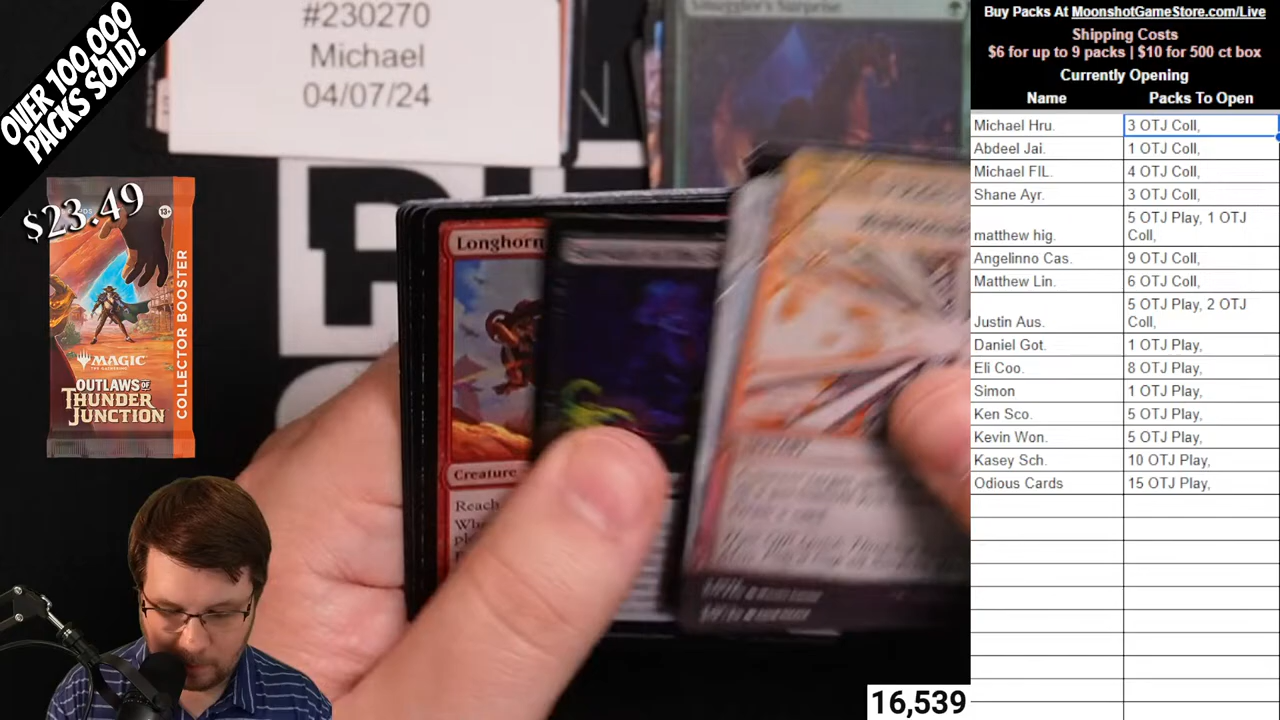 OVER 100,000
PACKS SOLD!
$23.49
13+
COLLECTOR BOOSTER
MAGIC
THE GATHERING
OUTLAWS OF
THUNDER
JUNCTION
#230270
Michael
04/07/24
Smuggler's Surprise
Longhorn
Creature
Reach
16,539
Buy Packs At MoonshotGameStore.com/Live
Shipping Costs
$6 for up to 9 packs | $10 for 500 ct box
Currently Opening
Name Packs To Open
Michael Hru. 3 OTJ Coll,
Abdeel Jai. 1 OTJ Coll,
Michael FIL. 4 OTJ Coll,
Shane Ayr. 3 OTJ Coll,
matthew hig. 5 OTJ Play, 1 OTJ
Coll,
Angelinno Cas. 9 OTJ Coll,
Matthew Lin. 6 OTJ Coll,
Justin Aus. 5 OTJ Play, 2 OTJ
Coll,
Daniel Got. 1 OTJ Play,
Eli Coo. 8 OTJ Play,
Simon 1 OTJ Play,
Ken Sco. 5 OTJ Play,
Kevin Won. 5 OTJ Play,
Kasey Sch. 10 OTJ Play,
Odious Cards 15 OTJ Play,